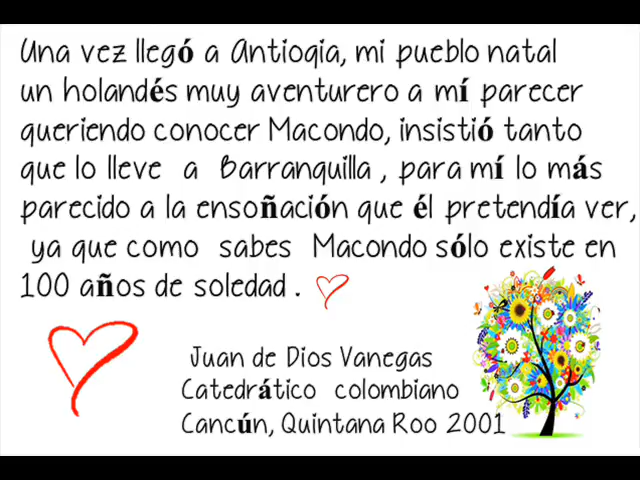 Una vez llegó a Antioqia, mi pueblo natal
un holandés muy aventurero a mí parecer
queriendo conocer Macondo, insistió tanto
que lo lleve a Barranquilla , para mí lo más
parecido a la ensoñación que él pretendía ver,
ya que como sabes Macondo sólo existe en
100 años de soledad .
Juan de Dios Vanegas
Catedrático colombiano
Cancún, Quintana Roo 2001